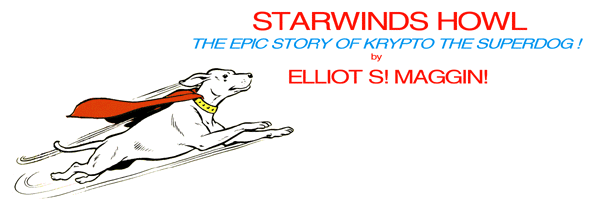 STARWINDS HOWL
THE EPIC STORY OF KRYPTO THE SUPERDOG !
by
ELLIOT S! MAGGIN!